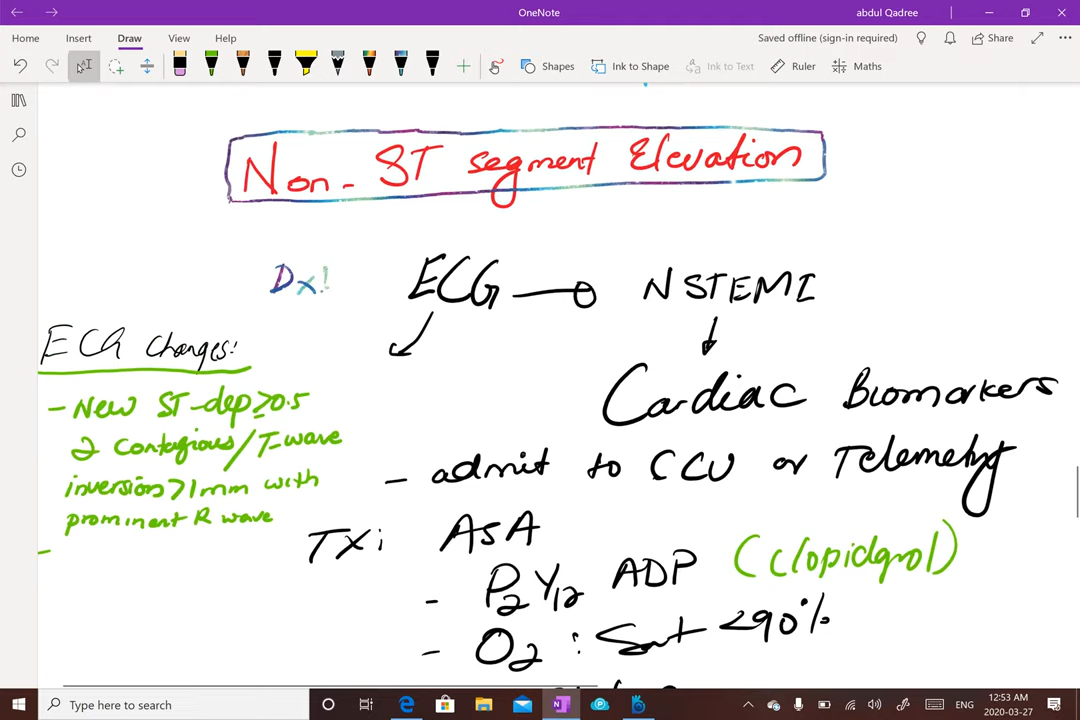 OneNote
abdul Qadree
Home Insert Draw View Help
Saved offline (sign-in required)
Share
Shapes
Ink to Shape
Ink to Text
Ruler
Maths
Non- ST segment Elevation
Dx!
ECG NSTEMI
ECG Changes:
- New ST-dep ≥0.5
2 contagious/T-wave
inversion >1mm with
prominent R wave
-
Cardiac Biomarkers
- admit to CCU or Telemetry
TX: ASA
- P2Y12 ADP (clopidgrol)
- O2 : Sat <90%
Type here to search
ENG
12:53 AM
2020-03-27